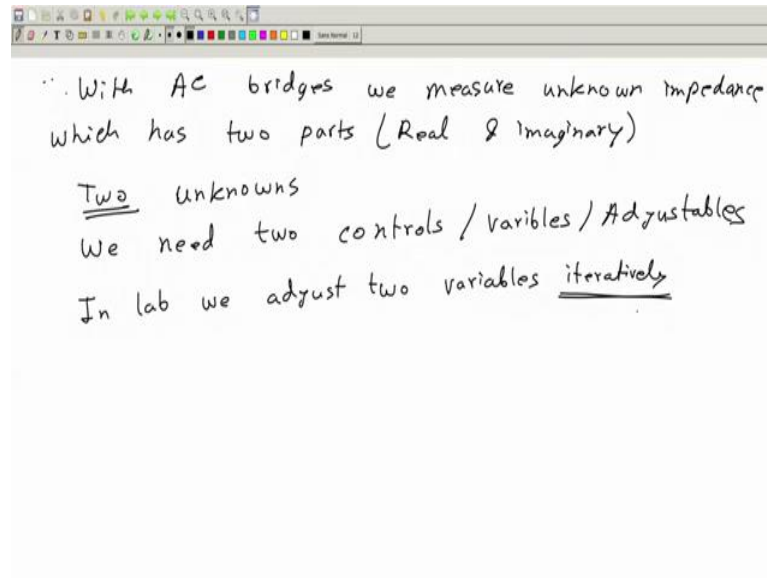 ∵ With AC bridges we measure unknown impedance
which has two parts (Real & imaginary)
Two unknowns
We need two controls / varibles / Adjustables
In lab we adjust two variables iteratively